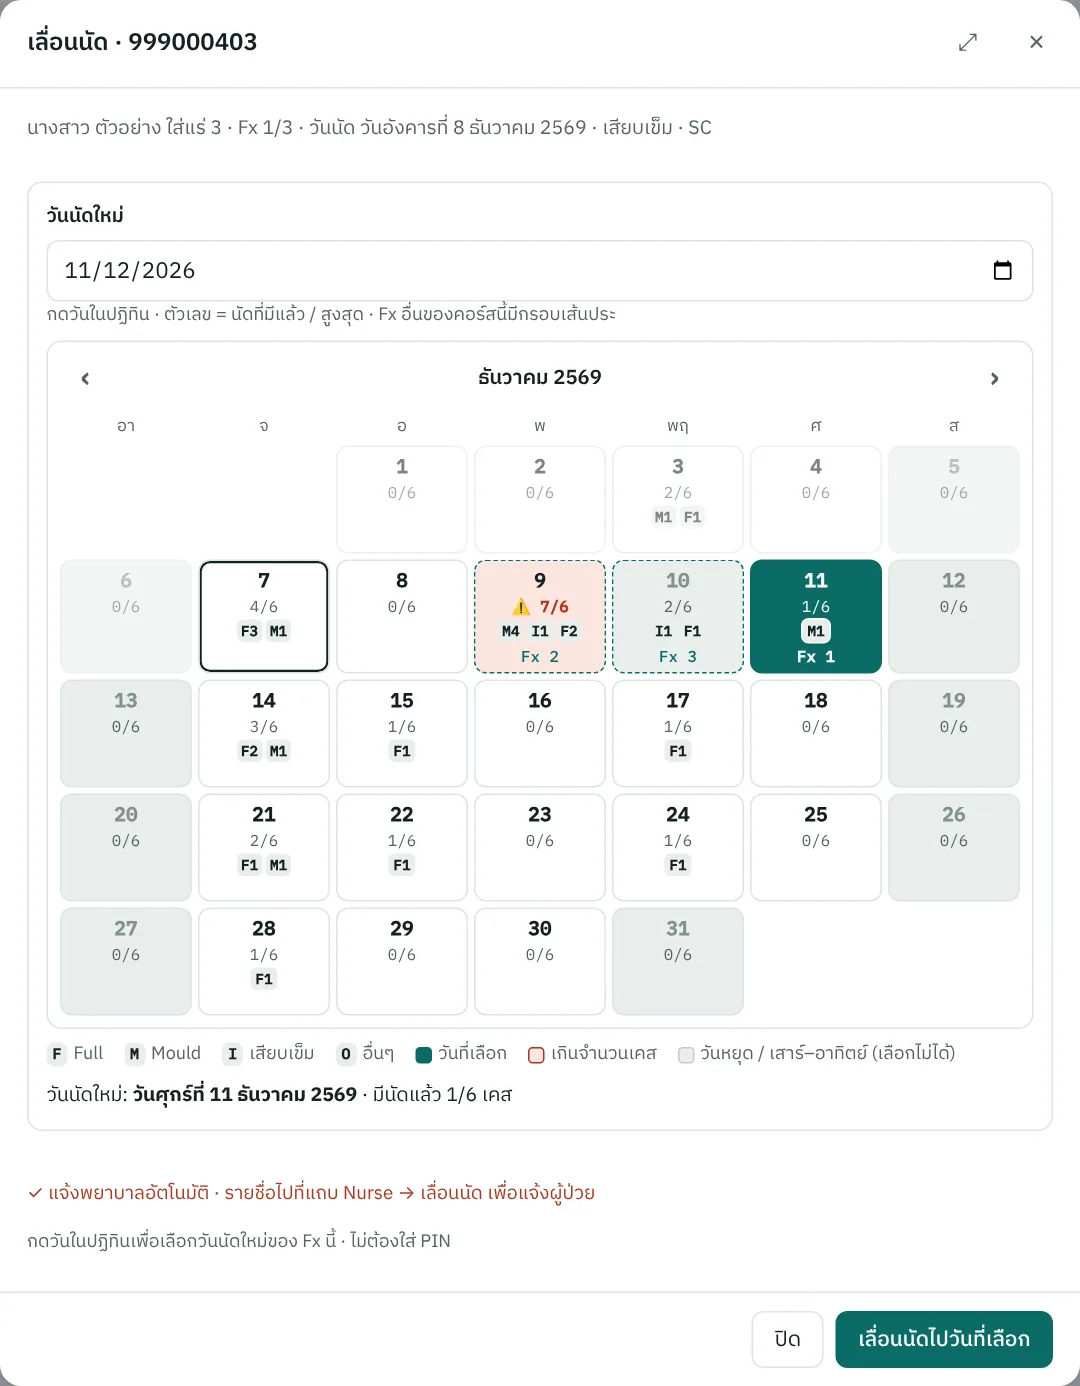 เลื่อนนัด · 999000403
นางสาว ตัวอย่าง ใส่แร่ 3 · Fx 1/3 · วันนัด วันอังคารที่ 8 ธันวาคม 2569 · เสียบเข็ม · SC
วันนัดใหม่
11/12/2026
กดวันในปฏิทิน · ตัวเลข = นัดที่มีแล้ว / สูงสุด · Fx อื่นของคอร์สนี้มีกรอบเส้นประ
‹ ธันวาคม 2569 ›
อา จ อ พ พฤ ศ ส
1 2 3 4 5
0/6 0/6 2/6 0/6 0/6
M1 F1
6 7 8 9 10 11 12
0/6 4/6 0/6 ⚠️ 7/6 2/6 1/6 0/6
F3 M1 M4 I1 F2 I1 F1 M1
Fx 2 Fx 3 Fx 1
13 14 15 16 17 18 19
0/6 3/6 1/6 0/6 1/6 0/6 0/6
F2 M1 F1 F1
20 21 22 23 24 25 26
0/6 2/6 1/6 0/6 1/6 0/6 0/6
F1 M1 F1 F1
27 28 29 30 31
0/6 1/6 0/6 0/6 0/6
F1
F Full M Mould I เสียบเข็ม O อื่นๆ วันที่เลือก เกินจำนวนเคส วันหยุด / เสาร์–อาทิตย์ (เลือกไม่ได้)
วันนัดใหม่: วันศุกร์ที่ 11 ธันวาคม 2569 · มีนัดแล้ว 1/6 เคส
✓ แจ้งพยาบาลอัตโนมัติ · รายชื่อไปที่แถบ Nurse → เลื่อนนัด เพื่อแจ้งผู้ป่วย
กดวันในปฏิทินเพื่อเลือกวันนัดใหม่ของ Fx นี้ · ไม่ต้องใส่ PIN
ปิด เลื่อนนัดไปวันที่เลือก